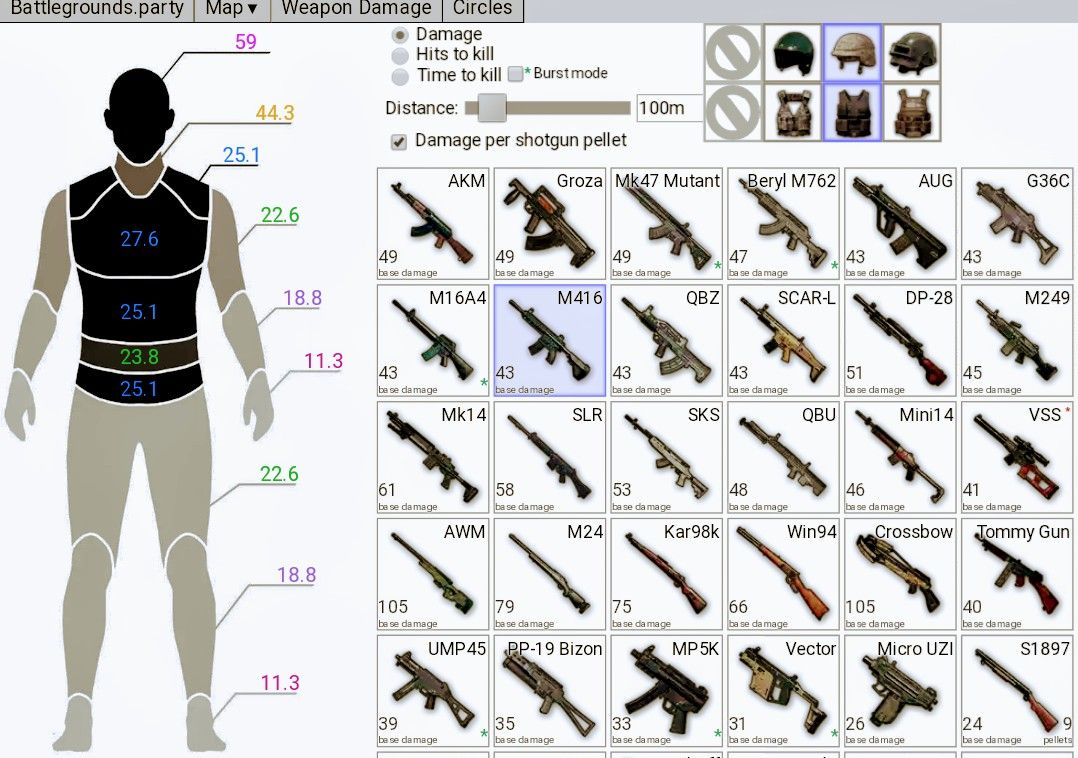 Battlegrounds.party Map ▾ Weapon Damage Circles
59
44.3
25.1
22.6
27.6
18.8
25.1
23.8
11.3
25.1
22.6
18.8
11.3
Damage
Hits to kill
Time to kill * Burst mode
Distance: 100m
Damage per shotgun pellet
AKM Groza Mk47 Mutant Beryl M762 AUG G36C
49 49 49 * 47 * 43 43
base damage base damage base damage base damage base damage base damage
M16A4 M416 QBZ SCAR-L DP-28 M249
43 * 43 43 43 51 45
base damage base damage base damage base damage base damage base damage
Mk14 SLR SKS QBU Mini14 VSS *
61 58 53 48 46 41
base damage base damage base damage base damage base damage base damage
AWM M24 Kar98k Win94 Crossbow Tommy Gun
105 79 75 66 105 40
base damage base damage base damage base damage base damage base damage
UMP45 PP-19 Bizon MP5K Vector Micro UZI S1897
39 * 35 33 * 31 * 26 24 9
base damage base damage base damage base damage base damage pellets